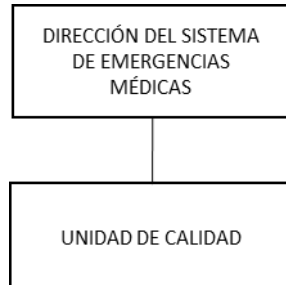 DIRECCIÓN DEL SISTEMA
DE EMERGENCIAS
MÉDICAS
UNIDAD DE CALIDAD